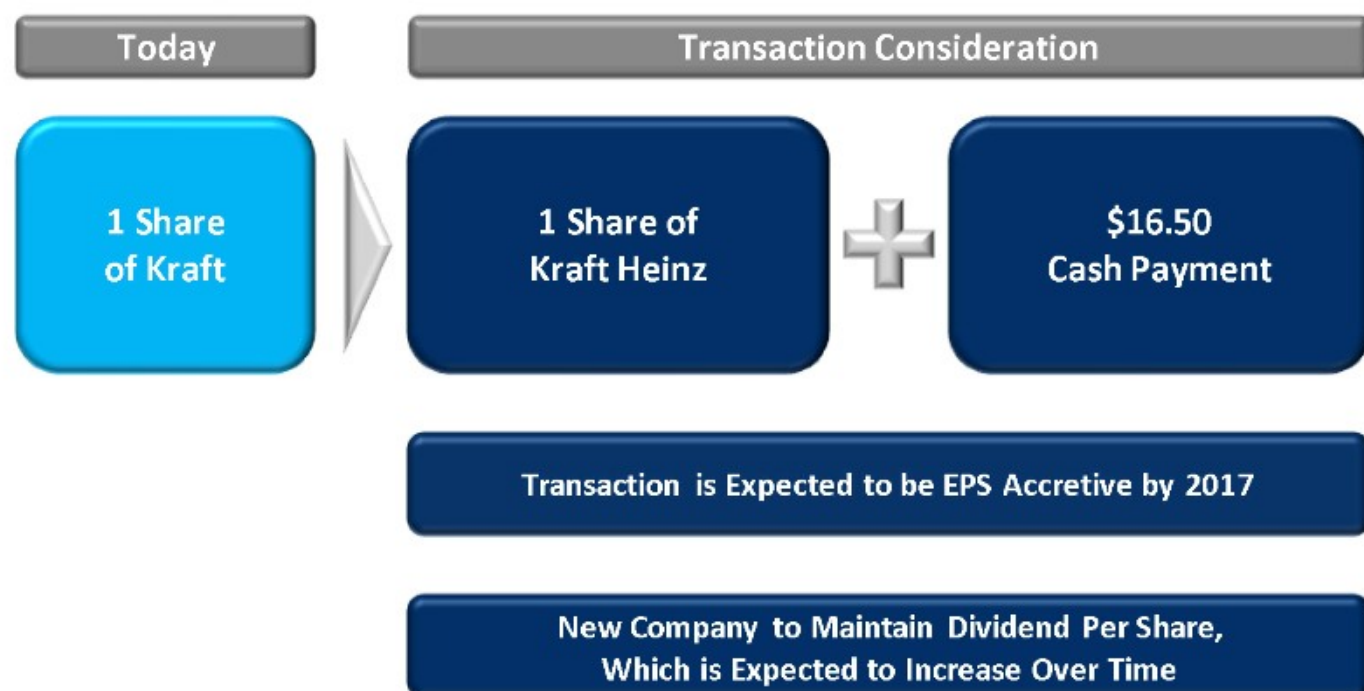 Today
Transaction Consideration
1 Share
of Kraft
1 Share of
Kraft Heinz
$16.50
Cash Payment
Transaction is Expected to be EPS Accretive by 2017
New Company to Maintain Dividend Per Share,
Which is Expected to Increase Over Time